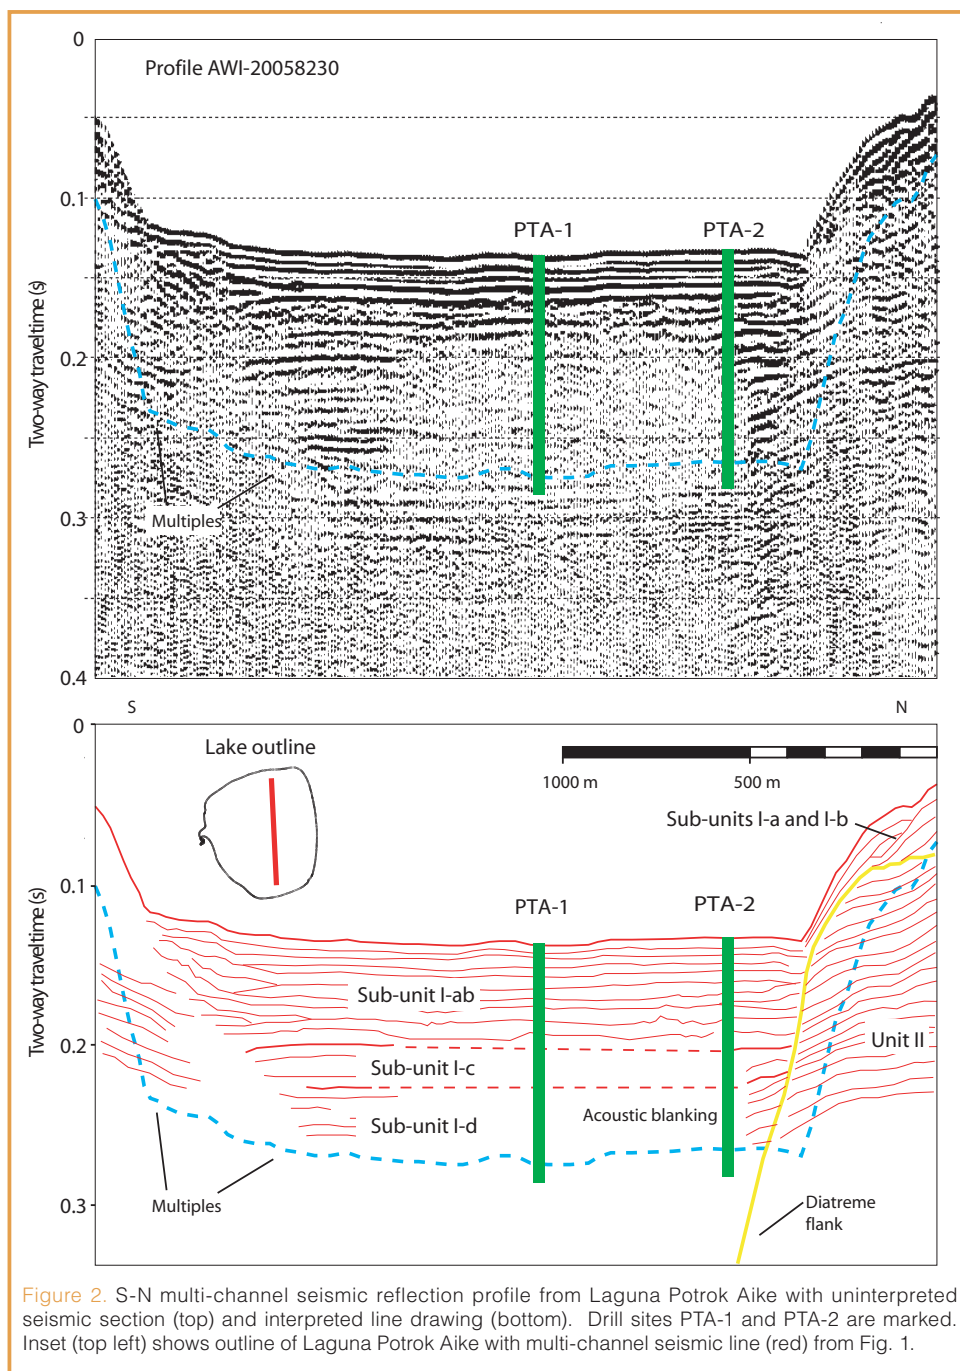 0
Profile AWI-20058230
0.1
PTA-1
PTA-2
Two-way traveltime (s)
0.2
Multiples
0.3
0.4
S
N
0
Lake outline
1000 m
500 m
Sub-units I-a and I-b
0.1
PTA-1
PTA-2
Two-way traveltime (s)
Sub-unit I-ab
0.2
Unit II
Sub-unit I-c
Acoustic blanking
Sub-unit I-d
Multiples
0.3
Diatreme
flank
Figure 2. S-N multi-channel seismic reflection profile from Laguna Potrok Aike with uninterpreted
seismic section (top) and interpreted line drawing (bottom). Drill sites PTA-1 and PTA-2 are marked.
Inset (top left) shows outline of Laguna Potrok Aike with multi-channel seismic line (red) from Fig. 1.